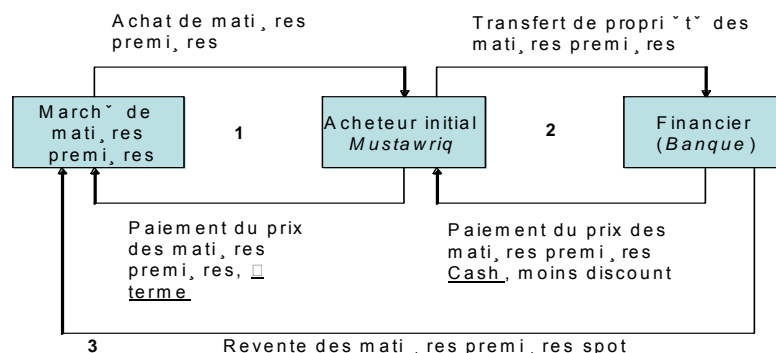 Achat de mati¸res
premi¸res
Transfert de propri˘t˘ des
mati¸res premi¸res
March˘ de
mati¸res
premi¸res
1
Acheteur initial
Mustawriq
2
Financier
(Banque)
Paiement du prix
des mati¸res
premi¸res, □
terme
Paiement du prix des
mati¸res premi¸res
Cash, moins discount
3
Revente des mati¸res premi¸res spot